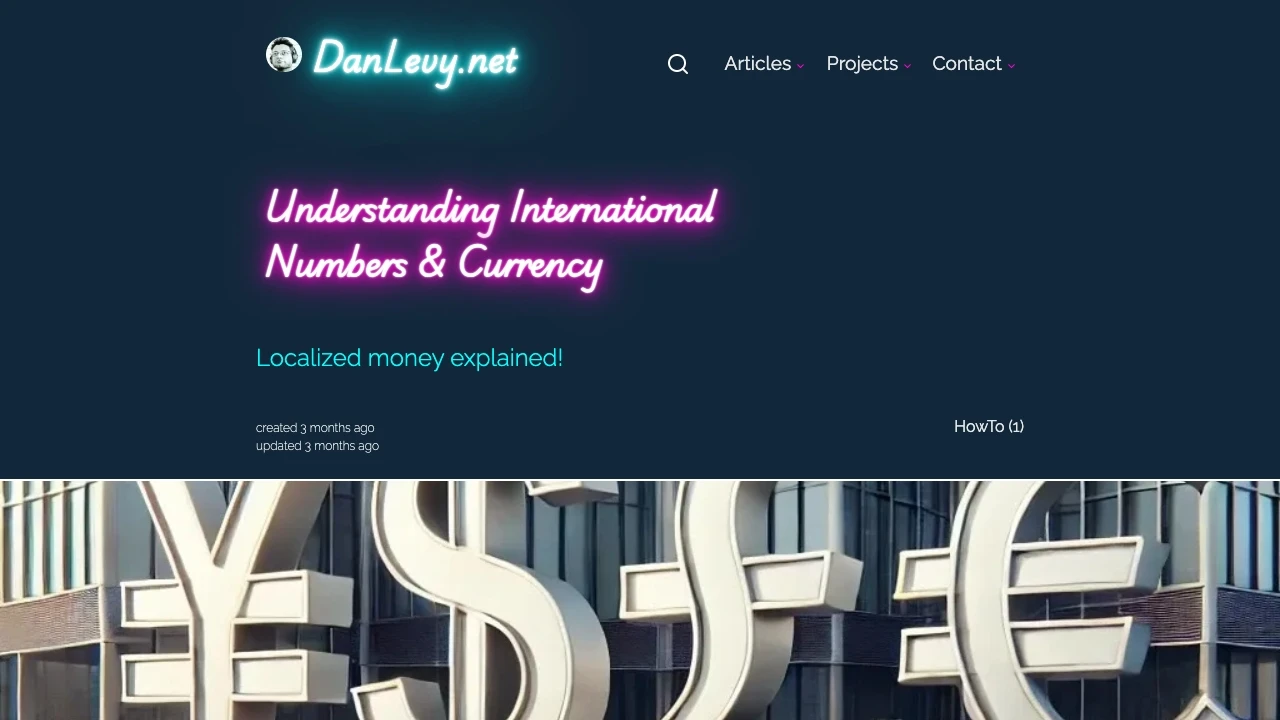 DanLevy.net
Articles
Projects
Contact
Understanding International
Numbers & Currency
Localized money explained!
created 3 months ago
updated 3 months ago
HowTo (1)
¥ $ £ €